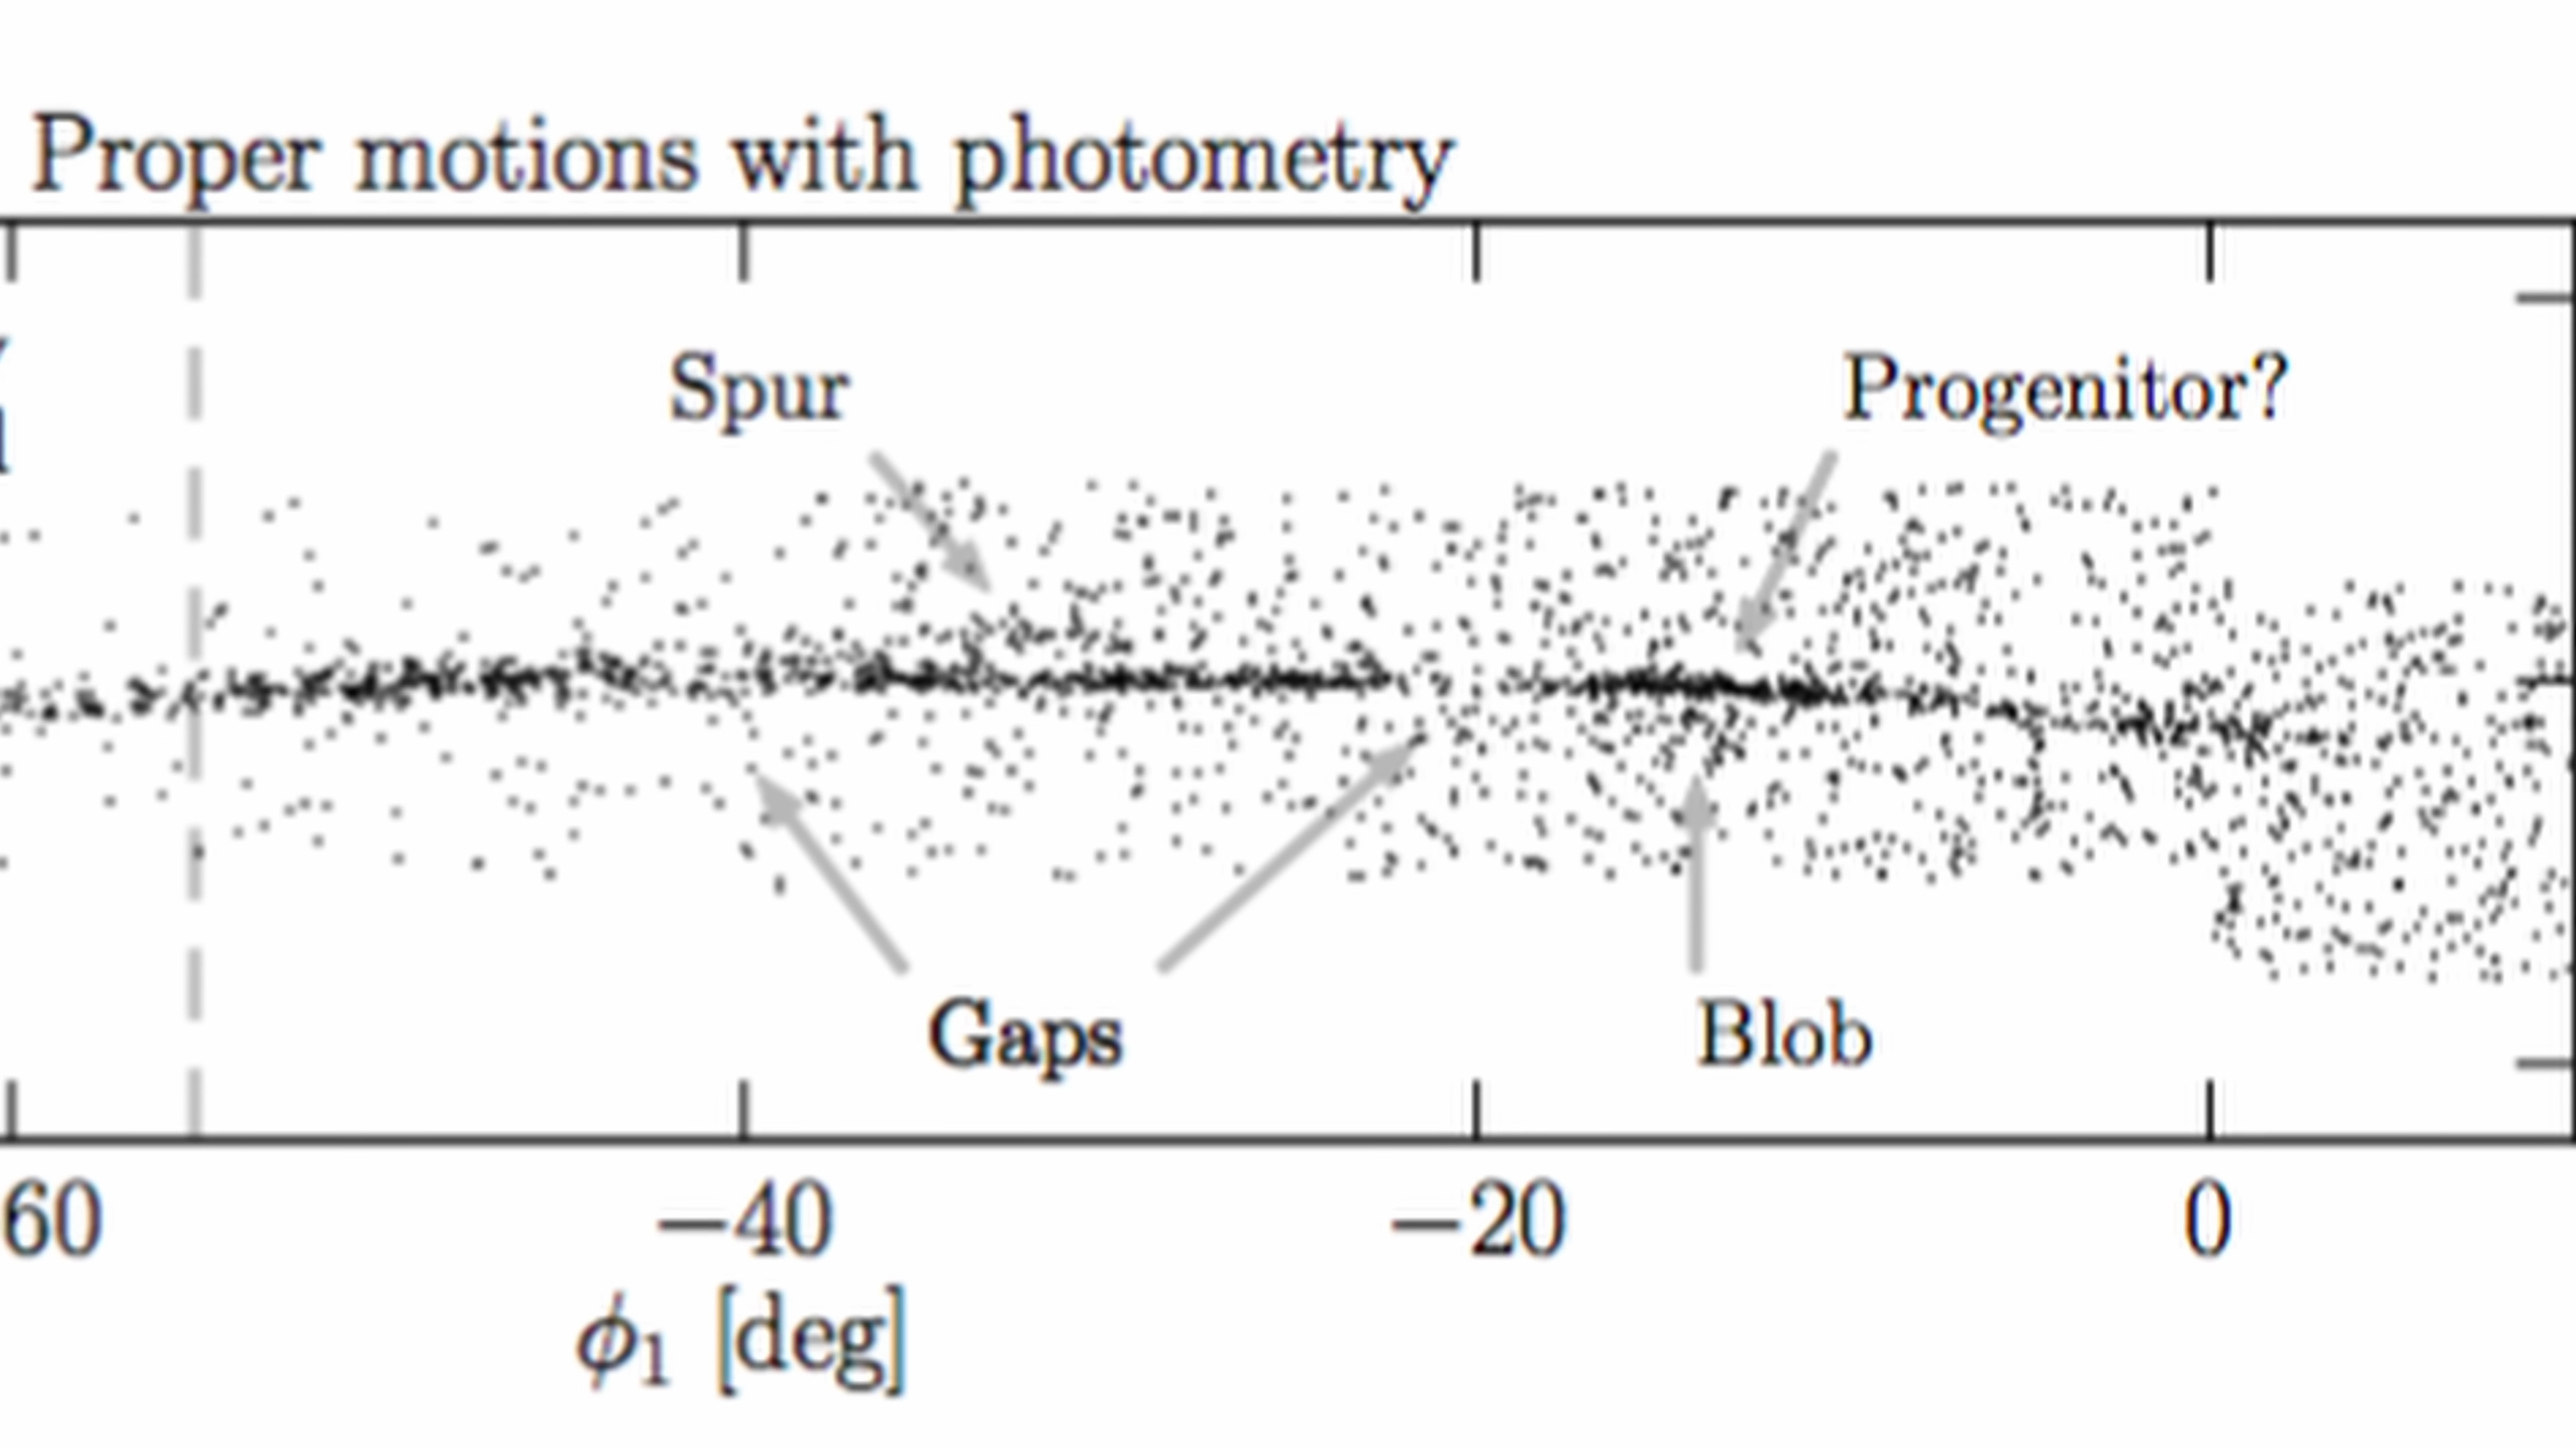 Proper motions with photometry
Spur
Progenitor?
Gaps
Blob
60
−40
−20
0
ϕ₁ [deg]